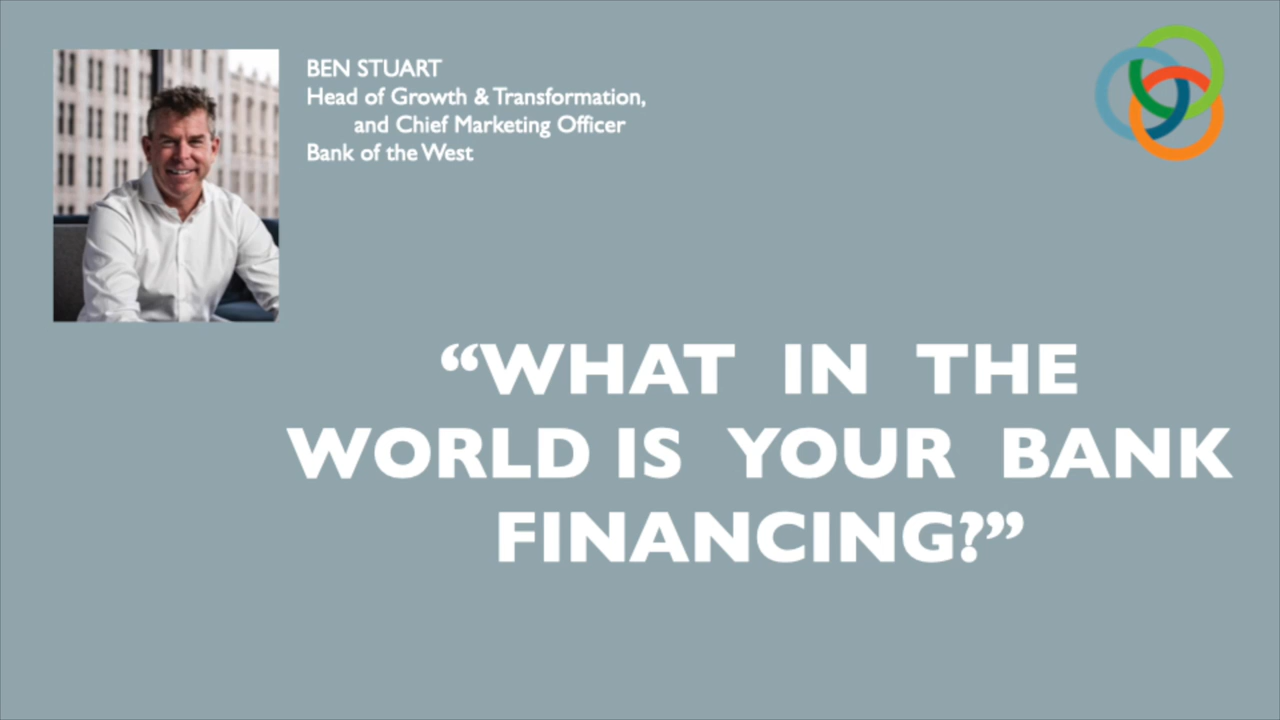 BEN STUART
Head of Growth & Transformation,
and Chief Marketing Officer
Bank of the West
“WHAT IN THE
WORLD IS YOUR BANK
FINANCING?”